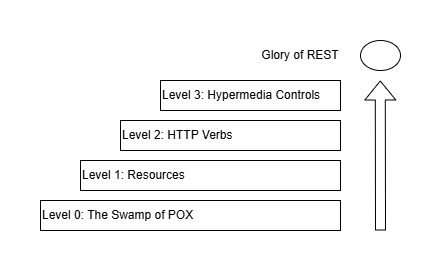 Glory of REST
Level 3: Hypermedia Controls
Level 2: HTTP Verbs
Level 1: Resources
Level 0: The Swamp of POX